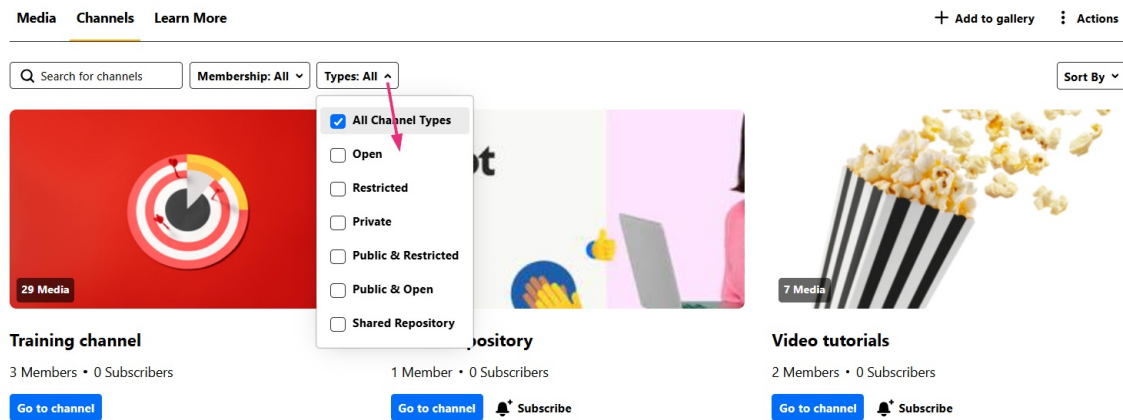 Media Channels Learn More
+ Add to gallery Actions
Search for channels Membership: All Types: All Sort By
All Channel Types
Open
Restricted
Private
Public & Restricted
Public & Open
Shared Repository
29 Media
7 Media
Training channel
3 Members • 0 Subscribers
Go to channel
1 Member • 0 Subscribers
Go to channel Subscribe
Video tutorials
2 Members • 0 Subscribers
Go to channel Subscribe